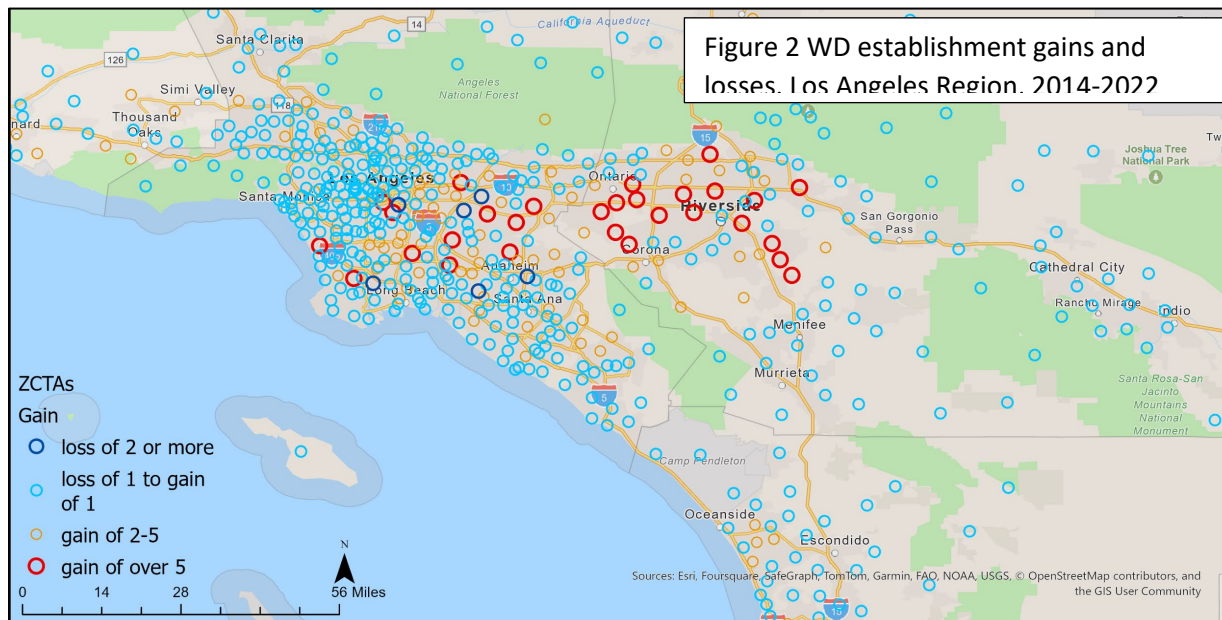 14
California Aqueduct
Figure 2 WD establishment gains and
losses, Los Angeles Region, 2014-2022
Santa Clarita
126
Simi Valley
118
Angeles
National Forest
Thousand
Oaks
nard
210
15
Joshua Tree
National Park
Tw
Los Angeles
10
Ontario
Santa Monica
Riverside
San Gorgonio
Pass
5
405
Corona
Anaheim
Cathedral City
Long Beach
Santa Ana
Rancho Mirage
Indio
Menifee
Murrieta
Santa Rosa-San
Jacinto
Mountains
National
Monument
5
ZCTAs
Gain
loss of 2 or more
loss of 1 to gain
of 1
gain of 2-5
gain of over 5
Camp Pendleton
Oceanside
Escondido
N
0 14 28 56 Miles
Sources: Esri, Foursquare, SafeGraph, TomTom, Garmin, FAO, NOAA, USGS, © OpenStreetMap contributors, and
the GIS User Community
15